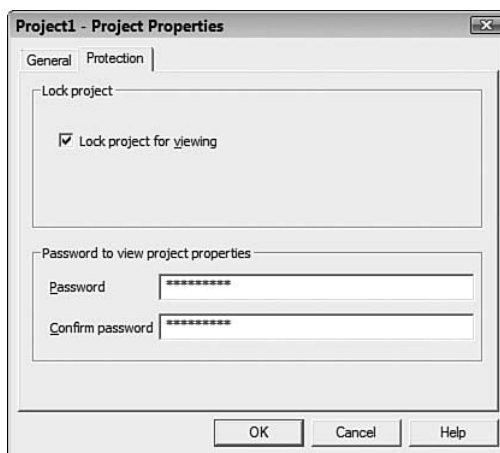 Project1 - Project Properties
General Protection
Lock project
Lock project for viewing
Password to view project properties
Password *********
Confirm password *********
OK Cancel Help